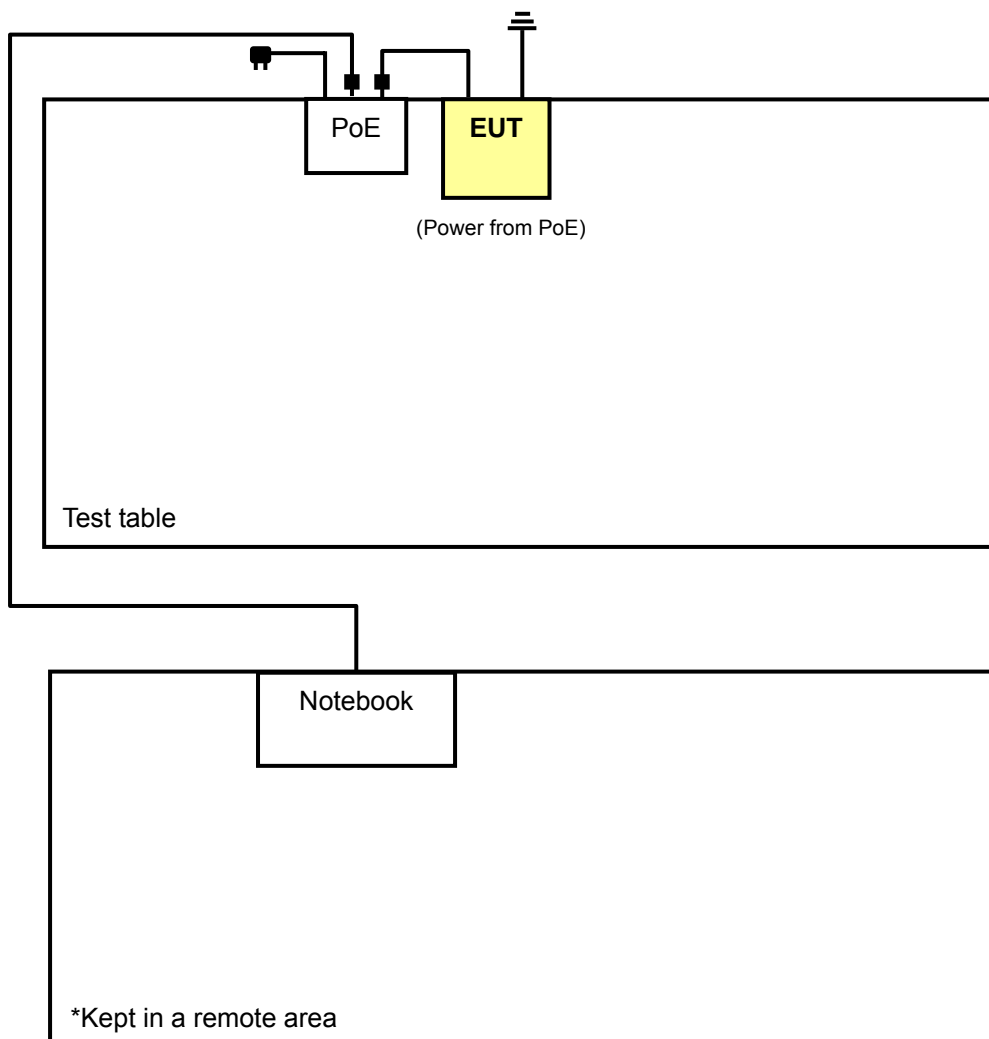 PoE
EUT
(Power from PoE)
Test table
Notebook
*Kept in a remote area